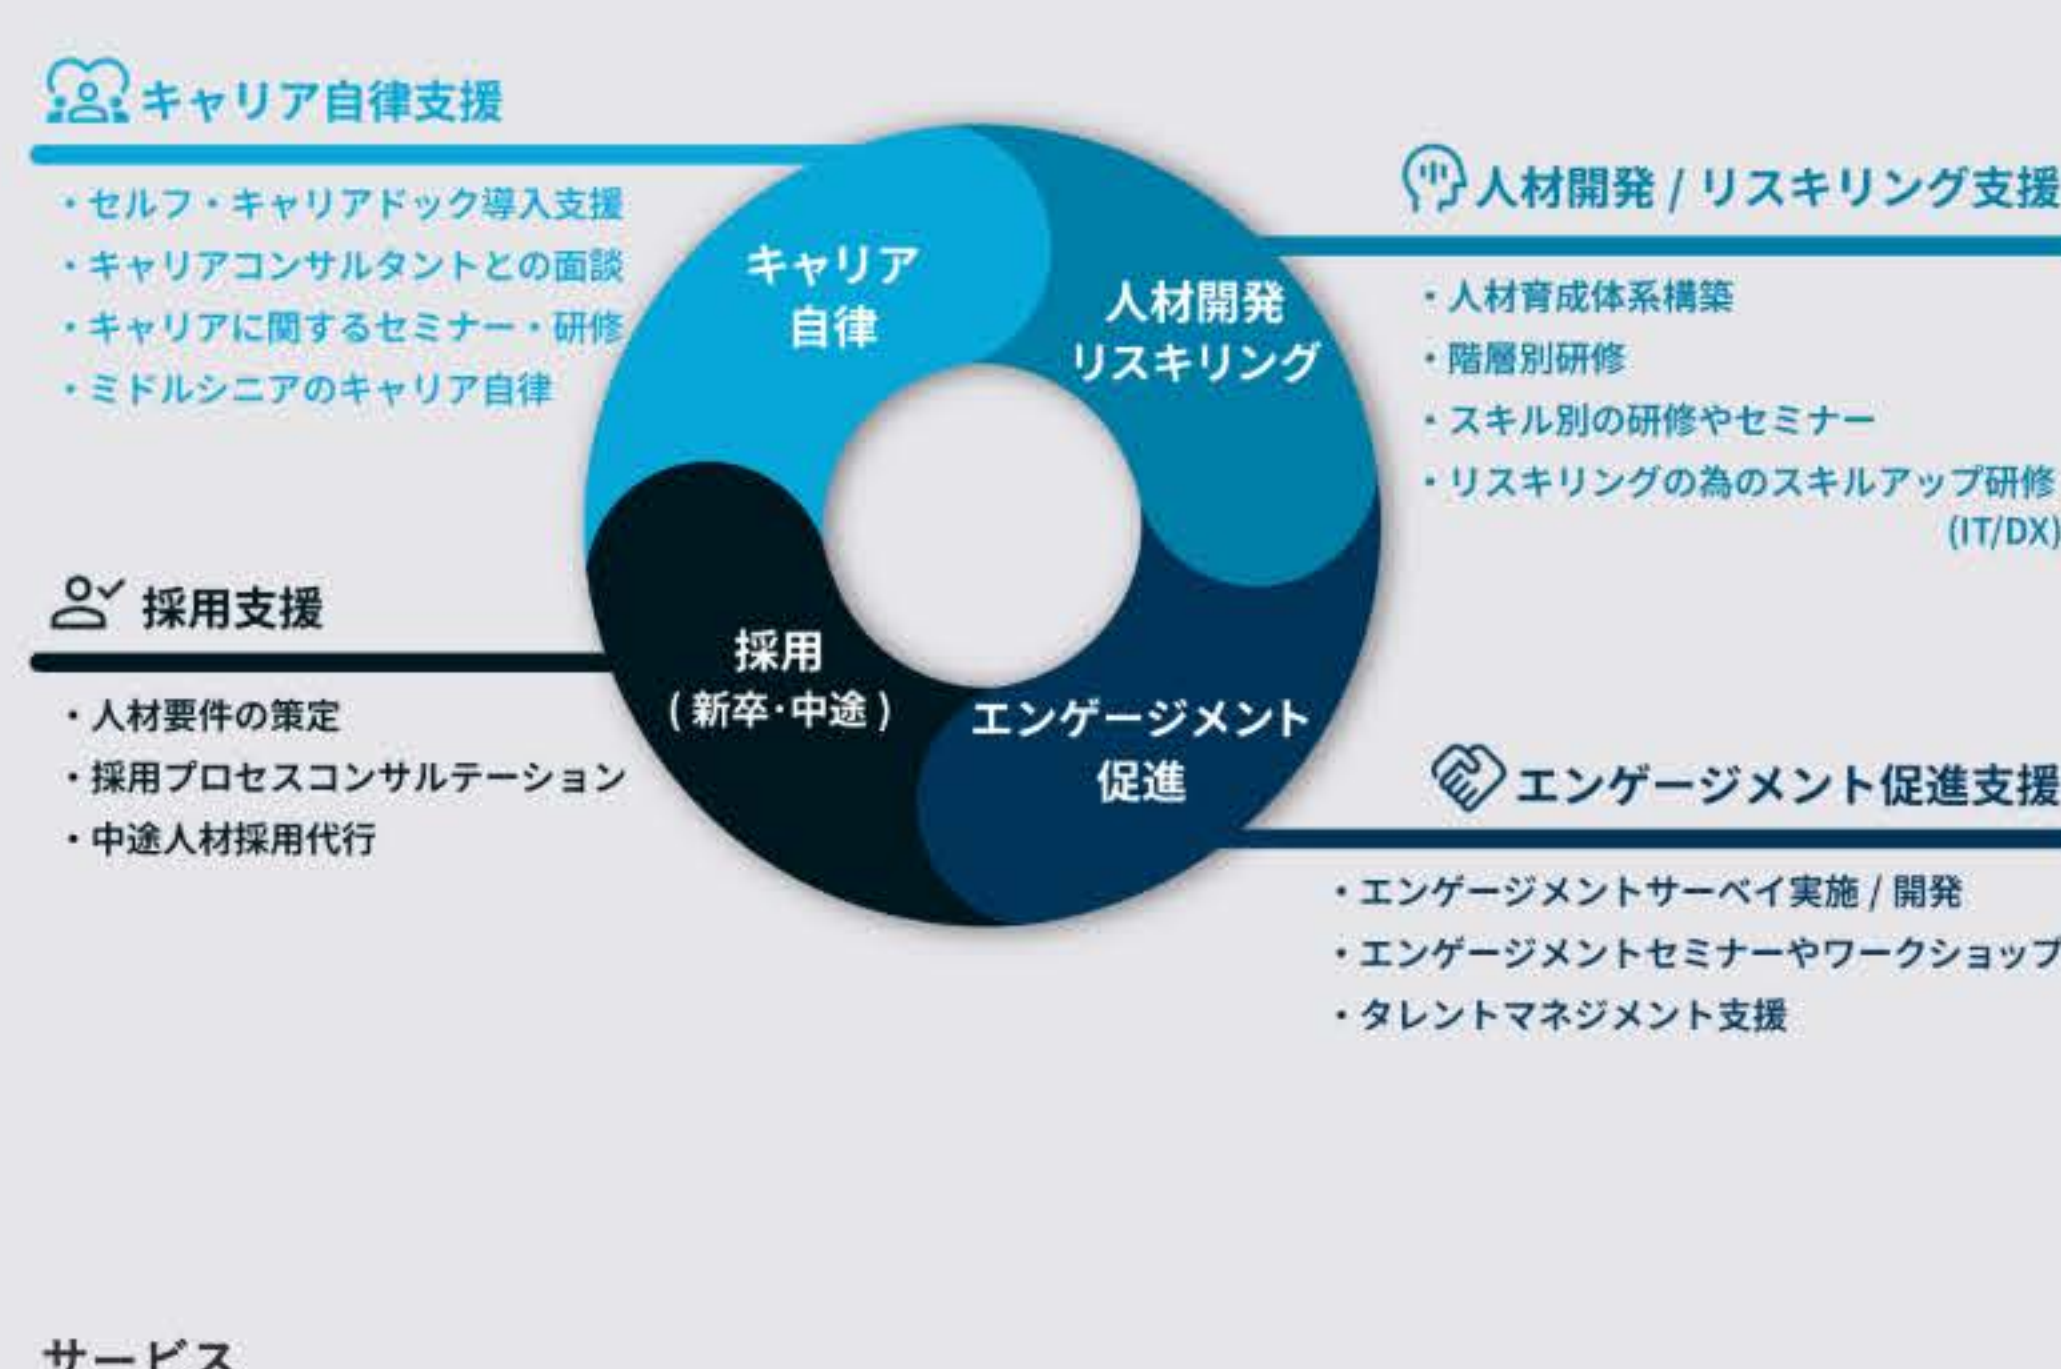 キャリア自律支援
・セルフ・キャリアドック導入支援
・キャリアコンサルタントとの面談
・キャリアに関するセミナー・研修
・ミドルシニアのキャリア自律
キャリア
自律
人材開発
リスキリング
人材開発 / リスキリング支援
・人材育成体系構築
・階層別研修
・スキル別の研修やセミナー
・リスキリングの為のスキルアップ研修
(IT/DX)
採用支援
・人材要件の策定
・採用プロセスコンサルテーション
・中途人材採用代行
採用
( 新卒･中途 )
エンゲージメント
促進
エンゲージメント促進支援
・エンゲージメントサーベイ実施 / 開発
・エンゲージメントセミナーやワークショップ
・タレントマネジメント支援
サービス